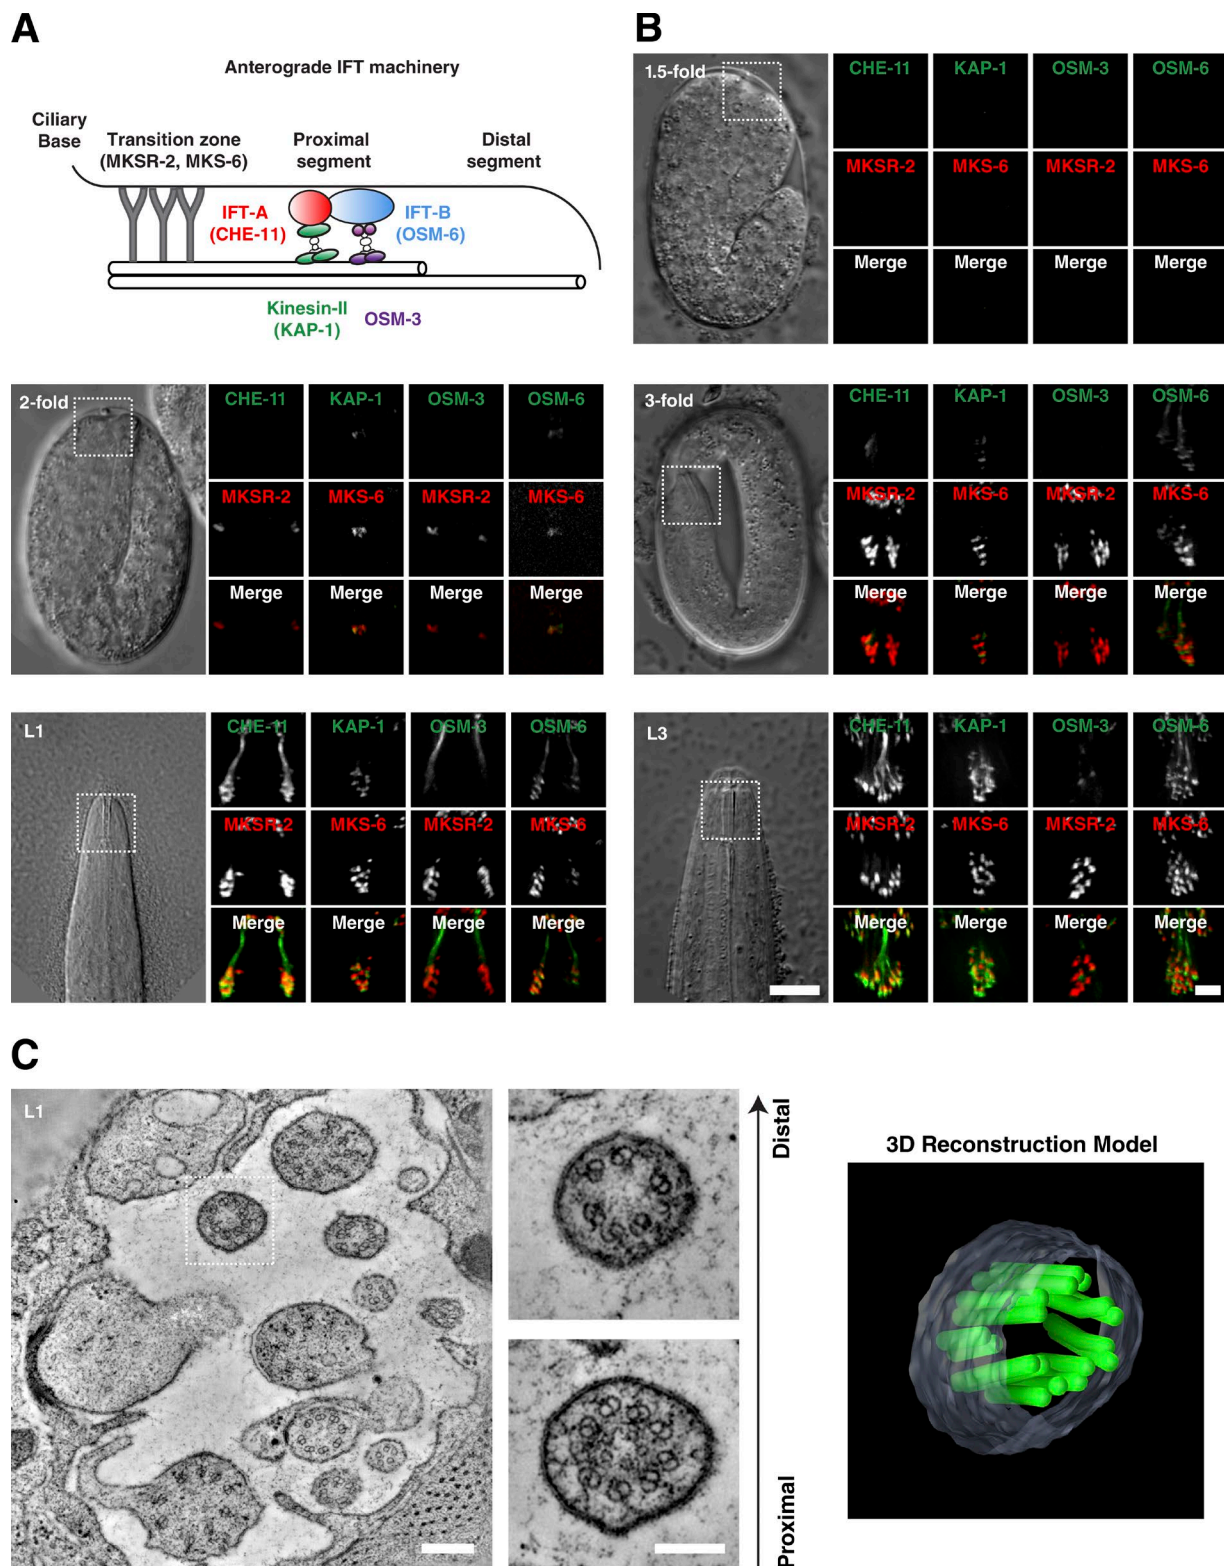 A
Anterograde IFT machinery
Ciliary
Base
Transition zone
(MKSR-2, MKS-6)
Proximal
segment
Distal
segment
IFT-A
(CHE-11)
IFT-B
(OSM-6)
Kinesin-II
(KAP-1)
OSM-3
B
1.5-fold
CHE-11 KAP-1 OSM-3 OSM-6
MKSR-2 MKS-6 MKSR-2 MKS-6
Merge Merge Merge Merge
2-fold
CHE-11 KAP-1 OSM-3 OSM-6
MKSR-2 MKS-6 MKSR-2 MKS-6
Merge Merge Merge Merge
3-fold
CHE-11 KAP-1 OSM-3 OSM-6
MKSR-2 MKS-6 MKSR-2 MKS-6
Merge Merge Merge Merge
L1
CHE-11 KAP-1 OSM-3 OSM-6
MKSR-2 MKS-6 MKSR-2 MKS-6
Merge Merge Merge Merge
L3
CHE-11 KAP-1 OSM-3 OSM-6
MKSR-2 MKS-6 MKSR-2 MKS-6
Merge Merge Merge Merge
C
L1
Distal
Proximal
3D Reconstruction Model